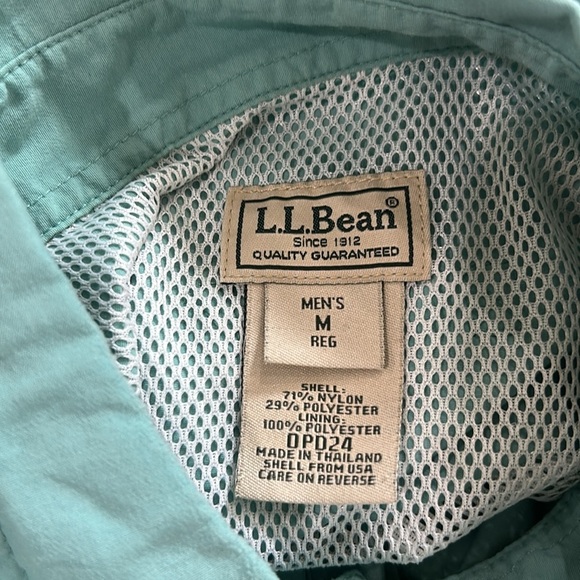 L.L.Bean®
Since 1912
QUALITY GUARANTEED
MEN'S
M
REG
SHELL:
71% NYLON
29% POLYESTER
LINING:
100% POLYESTER
OPD24
MADE IN THAILAND
SHELL FROM USA
CARE ON REVERSE